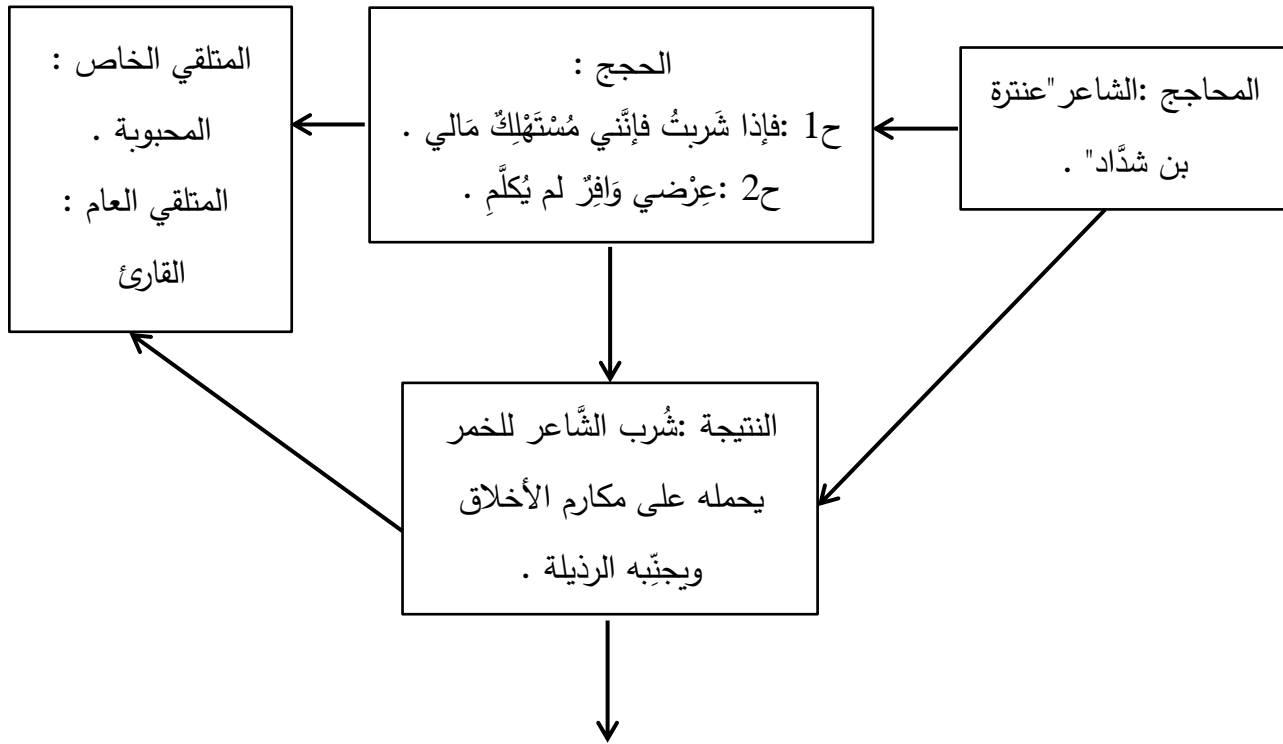 المحاجج :الشاعر"عنترة
بن شدَّاد" .
الحجج :
ح1 :فإذا شَربتُ فإنَّني مُسْتَهْلِكٌ مَالي .
ح2 :عِرْضي وَافِرٌ لم يُكلَّمِ .
المتلقي الخاص :
المحبوبة .
المتلقي العام :
القارئ
النتيجة :شُرب الشَّاعر للخمر
يحمله على مكارم الأخلاق
ويجنِّبه الرذيلة .